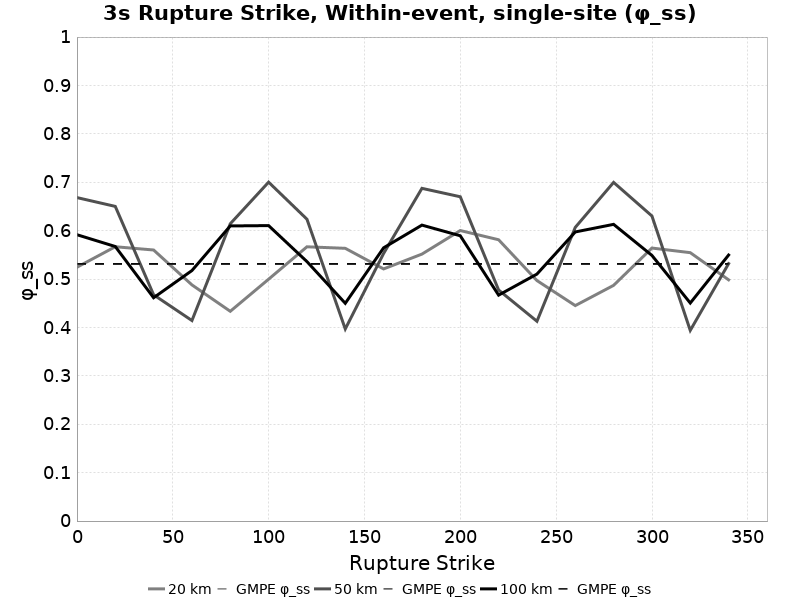 3s Rupture Strike, Within-event, single-site (φ_ss)
1
0.9
0.8
0.7
0.6
0.5
0.4
0.3
0.2
0.1
0
φ_ss
0 50 100 150 200 250 300 350
Rupture Strike
20 km GMPE φ_ss 50 km GMPE φ_ss 100 km GMPE φ_ss